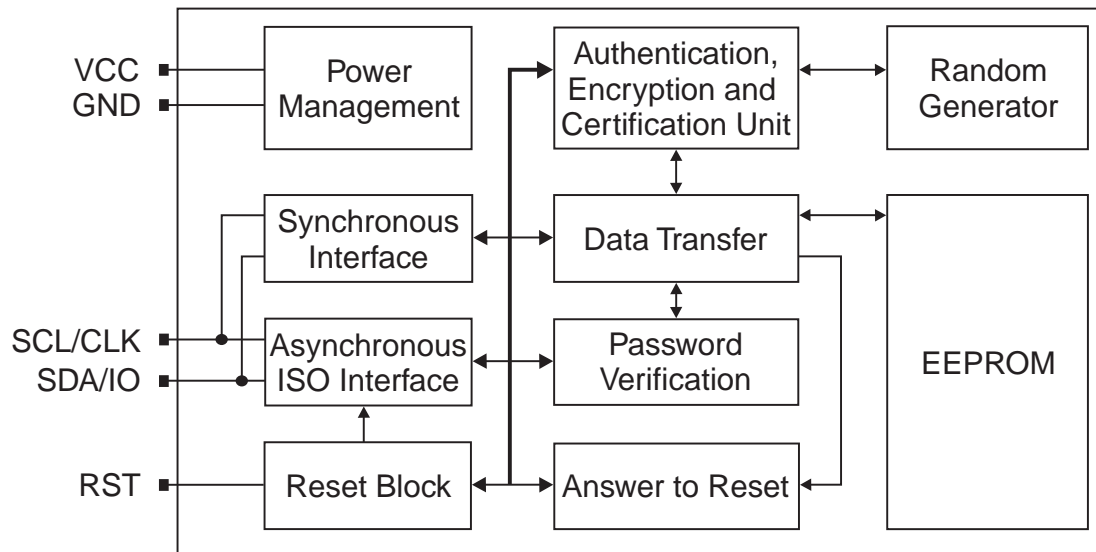 VCC
GND
Power
Management
Authentication,
Encryption and
Certification Unit
Random
Generator
Synchronous
Interface
Data Transfer
EEPROM
SCL/CLK
SDA/IO
Asynchronous
ISO Interface
Password
Verification
RST
Reset Block
Answer to Reset